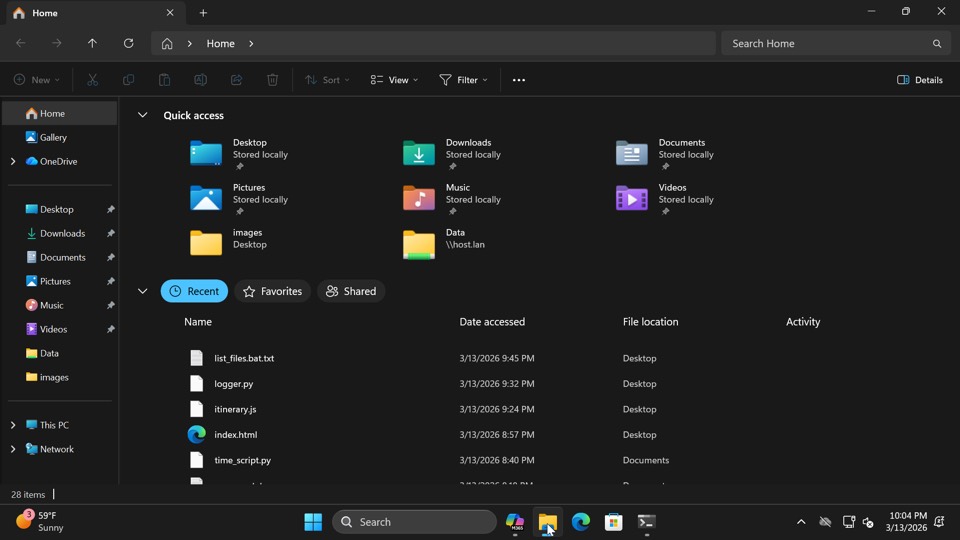 Home
Home
Search Home
New
Sort
View
Filter
Details
Home
Gallery
OneDrive
Desktop
Downloads
Documents
Pictures
Music
Videos
Data
images
This PC
Network
Quick access
Desktop
Stored locally
Downloads
Stored locally
Documents
Stored locally
Pictures
Stored locally
Music
Stored locally
Videos
Stored locally
images
Desktop
Data
\\host.lan
Recent
Favorites
Shared
Name Date accessed File location Activity
list_files.bat.txt 3/13/2026 9:45 PM Desktop
logger.py 3/13/2026 9:32 PM Desktop
itinerary.js 3/13/2026 9:24 PM Desktop
index.html 3/13/2026 8:57 PM Desktop
time_script.py 3/13/2026 8:40 PM Documents
28 items
3
59°F
Sunny
Search
M365
10:04 PM
3/13/2026